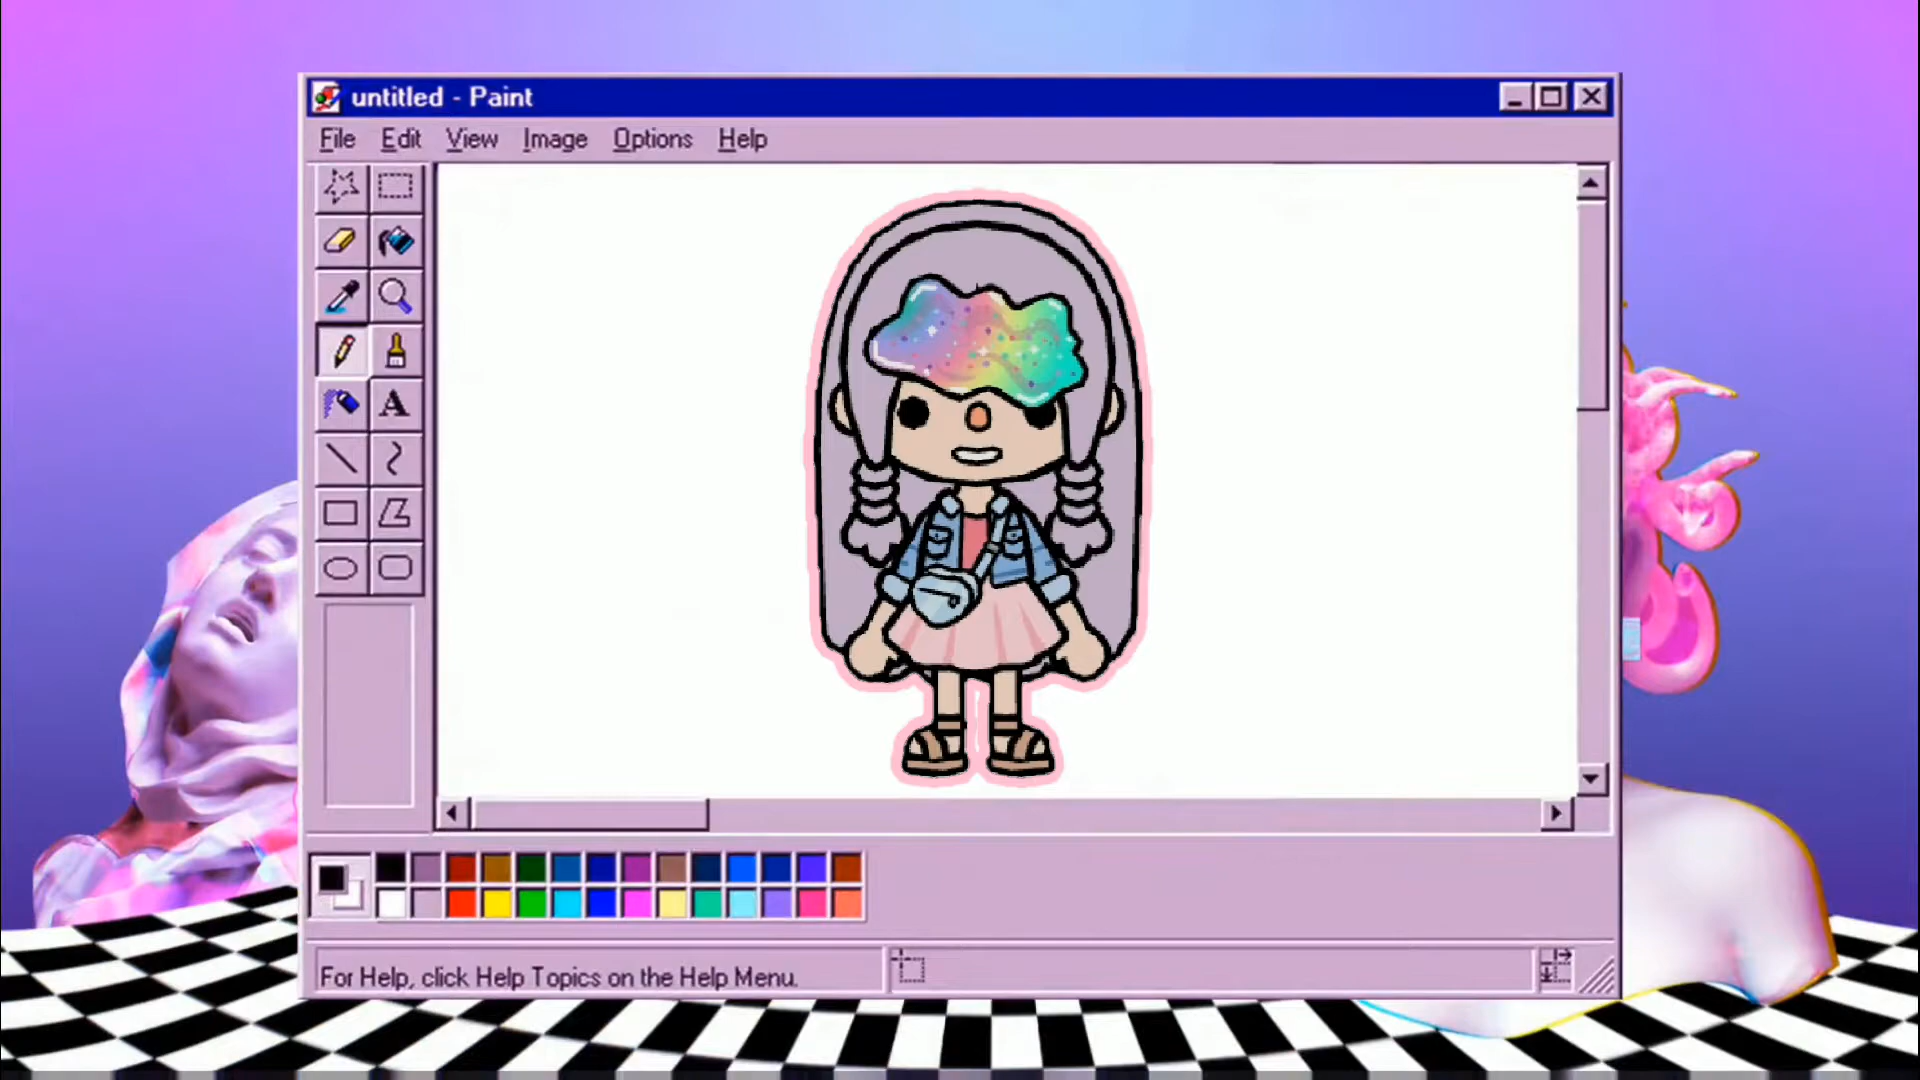 untitled - Paint
File Edit View Image Options Help
A
For Help, click Help Topics on the Help Menu.